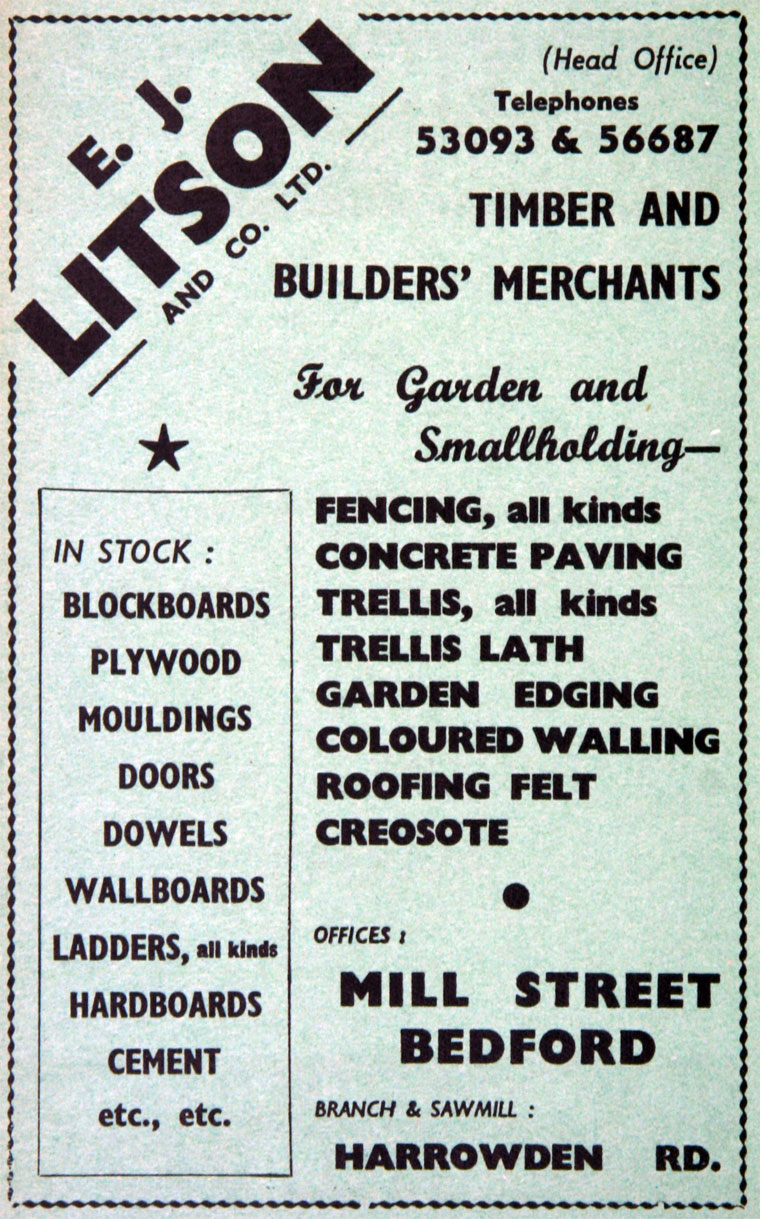 E. J.
LITSON
AND CO. LTD.
(Head Office)
Telephones
53093 & 56687
TIMBER AND
BUILDERS' MERCHANTS
For Garden and
Smallholding—
FENCING, all kinds
CONCRETE PAVING
TRELLIS, all kinds
TRELLIS LATH
GARDEN EDGING
COLOURED WALLING
ROOFING FELT
CREOSOTE
IN STOCK :
BLOCKBOARDS
PLYWOOD
MOULDINGS
DOORS
DOWELS
WALLBOARDS
LADDERS, all kinds
HARDBOARDS
CEMENT
etc., etc.
OFFICES :
MILL STREET
BEDFORD
BRANCH & SAWMILL :
HARROWDEN RD.